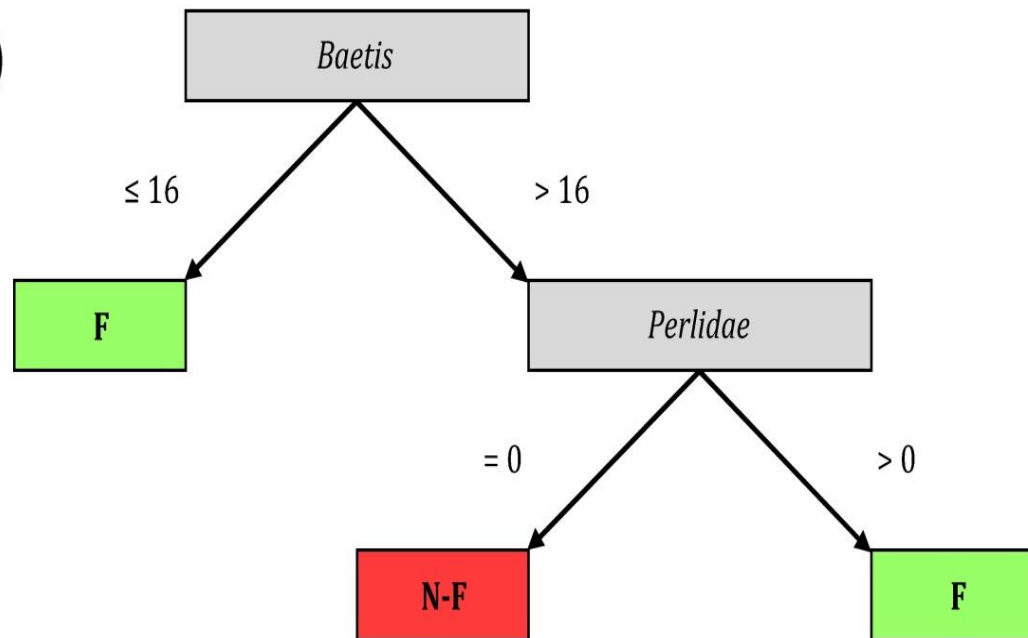 )
Baetis
≤ 16
> 16
F
Perlidae
= 0
> 0
N-F
F